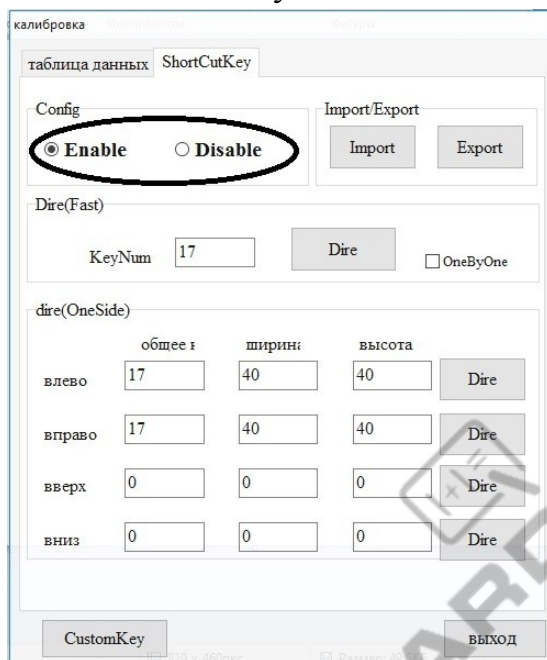 калибровка
таблица данных ShortCutKey
Config
Enable Disable
Import/Export
Import Export
Dire(Fast)
KeyNum 17 Dire OneByOne
dire(OneSide)
общее ширина высота
влево 17 40 40 Dire
вправо 17 40 40 Dire
вверх 0 0 0 Dire
вниз 0 0 0 Dire
CustomKey выход